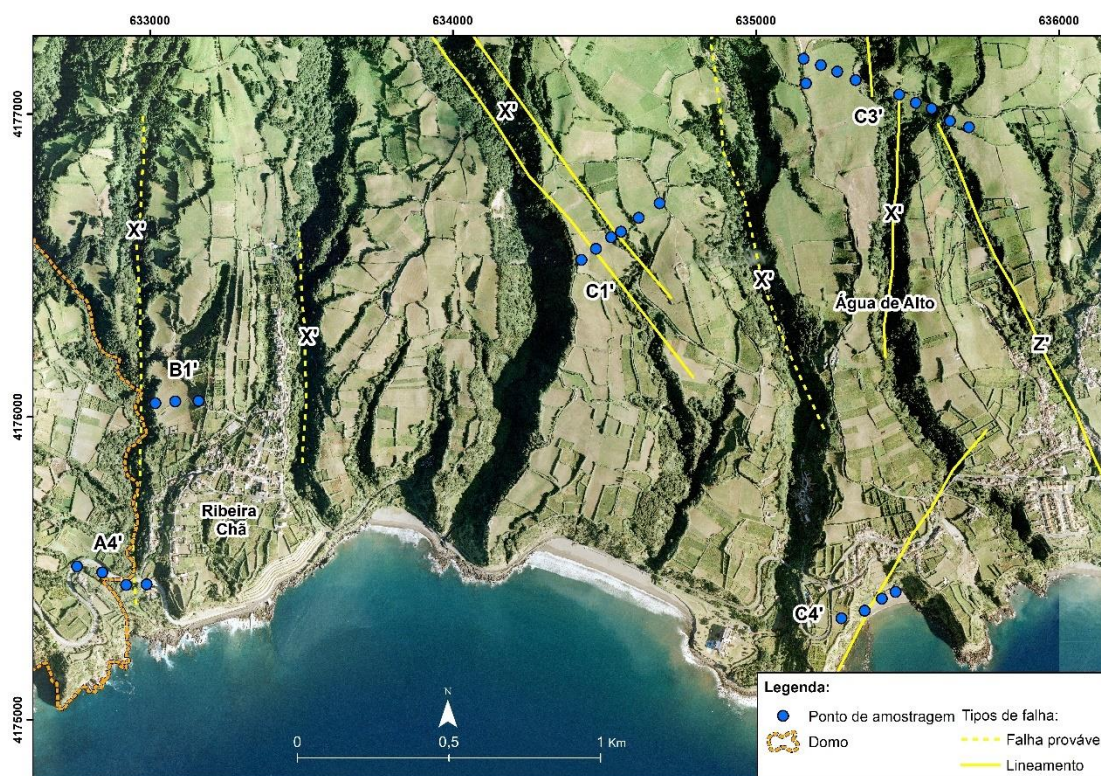 633000
634000
635000
636000
4177000
4176000
4175000
X'
X'
C3'
X'
X'
C1'
X'
Água de Alto
X'
Z'
B1'
Ribeira
Chã
A4'
C4'
N
0
0,5
1 Km
Legenda:
Ponto de amostragem
Domo
Tipos de falha:
Falha prováve
Lineamento